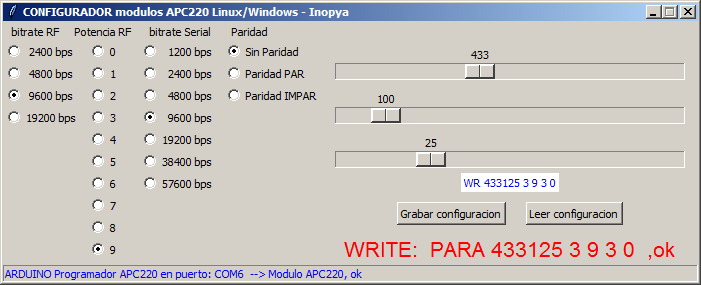 CONFIGURADOR modulos APC220 Linux/Windows - Inopya
bitrate RF Potencia RF bitrate Serial Paridad
2400 bps 0 1200 bps Sin Paridad
433
4800 bps 1 2400 bps Paridad PAR
9600 bps 2 4800 bps Paridad IMPAR
100
19200 bps 3 9600 bps
4 19200 bps
25
5 38400 bps
6 57600 bps
WR 433125 3 9 3 0
7
Grabar configuracion Leer configuracion
8
9
WRITE: PARA 433125 3 9 3 0 ,ok
ARDUINO Programador APC220 en puerto: COM6 --> Modulo APC220, ok